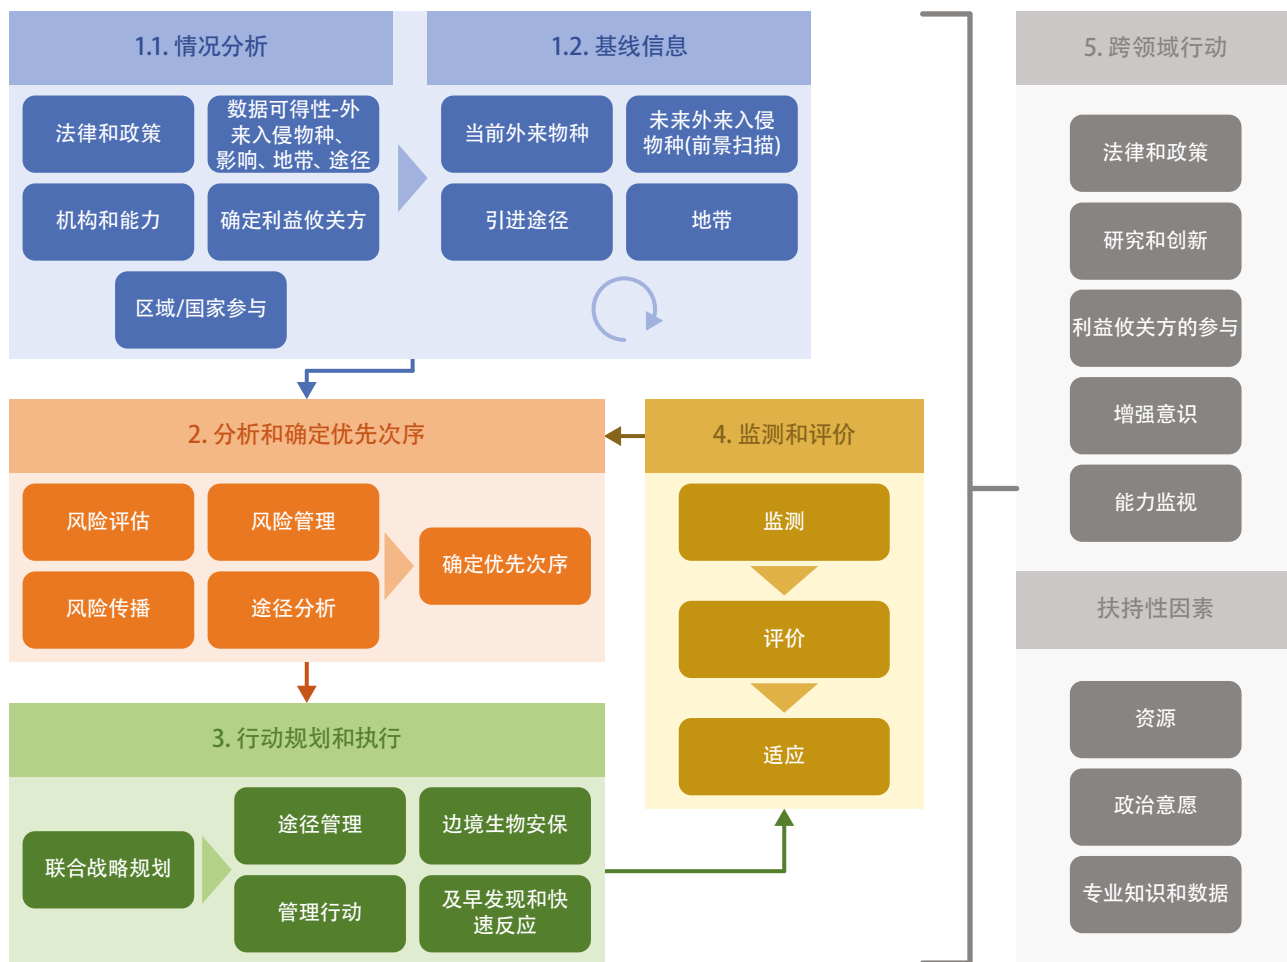 1.1. 情况分析
法律和政策
数据可得性-外
来入侵物种、
影响、地带、途径
机构和能力
确定利益攸关方
区域/国家参与
1.2. 基线信息
当前外来物种
未来外来入侵
物种(前景扫描)
引进途径
地带
2. 分析和确定优先次序
风险评估
风险管理
风险传播
途径分析
确定优先次序
3. 行动规划和执行
联合战略规划
途径管理
边境生物安保
管理行动
及早发现和快
速反应
4. 监测和评价
监测
评价
适应
5. 跨领域行动
法律和政策
研究和创新
利益攸关方的参与
增强意识
能力监视
扶持性因素
资源
政治意愿
专业知识和数据